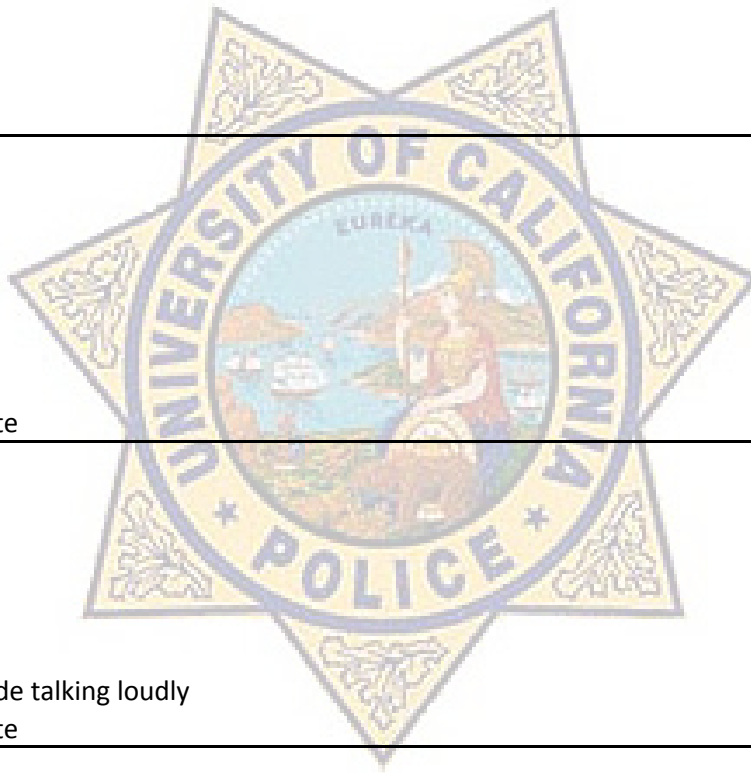 UNIVERSITY OF CALIFORNIA
EUREKA
te
de talking loudly
te
POLICE